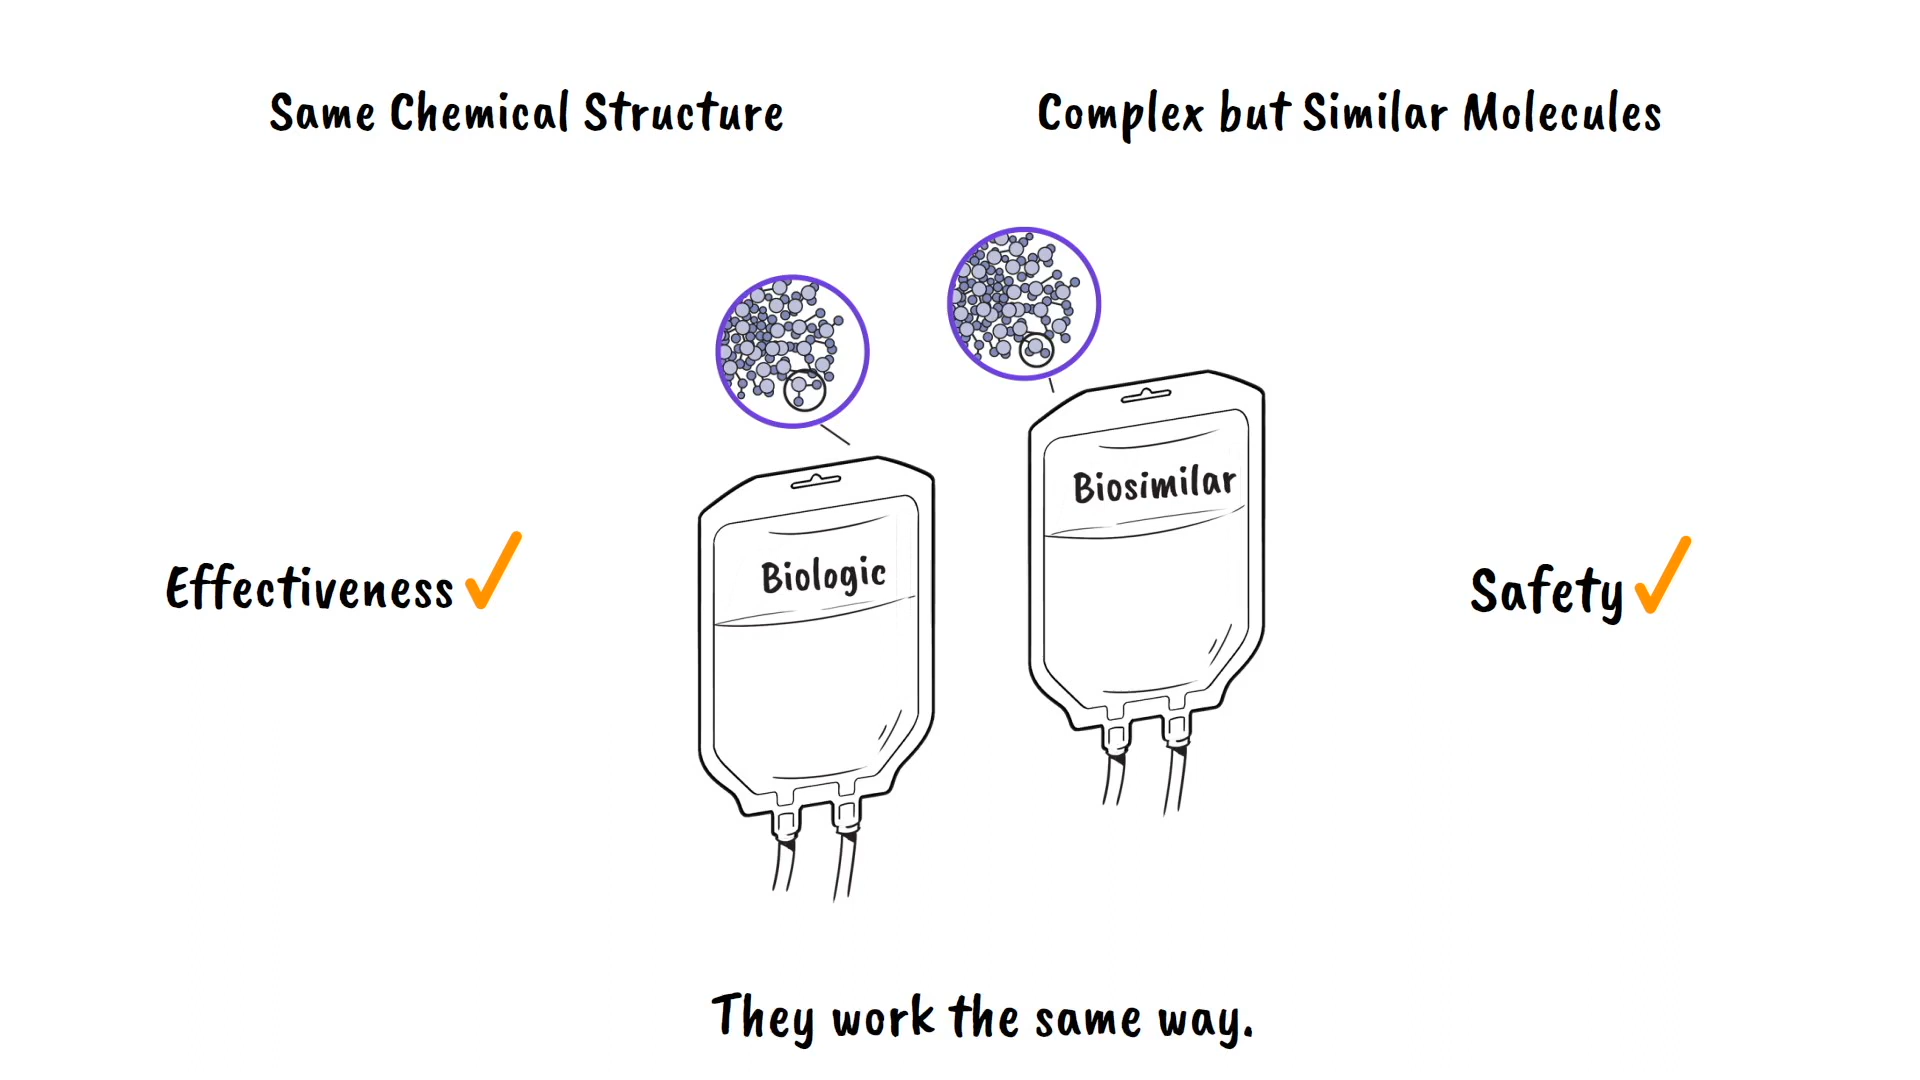 Same Chemical Structure
Complex but Similar Molecules
Biosimilar
Biologic
Effectiveness
Safety
They work the same way.